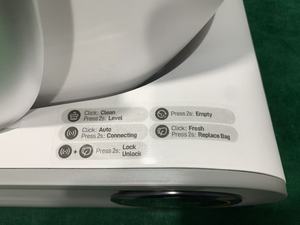 Click: Clean
Press 2s: Level
Press 2s: Empty
Click: Auto
Press 2s: Connecting
Click: Fresh
Press 2s: Replace Bag
+ Press 2s: Lock
Unlock